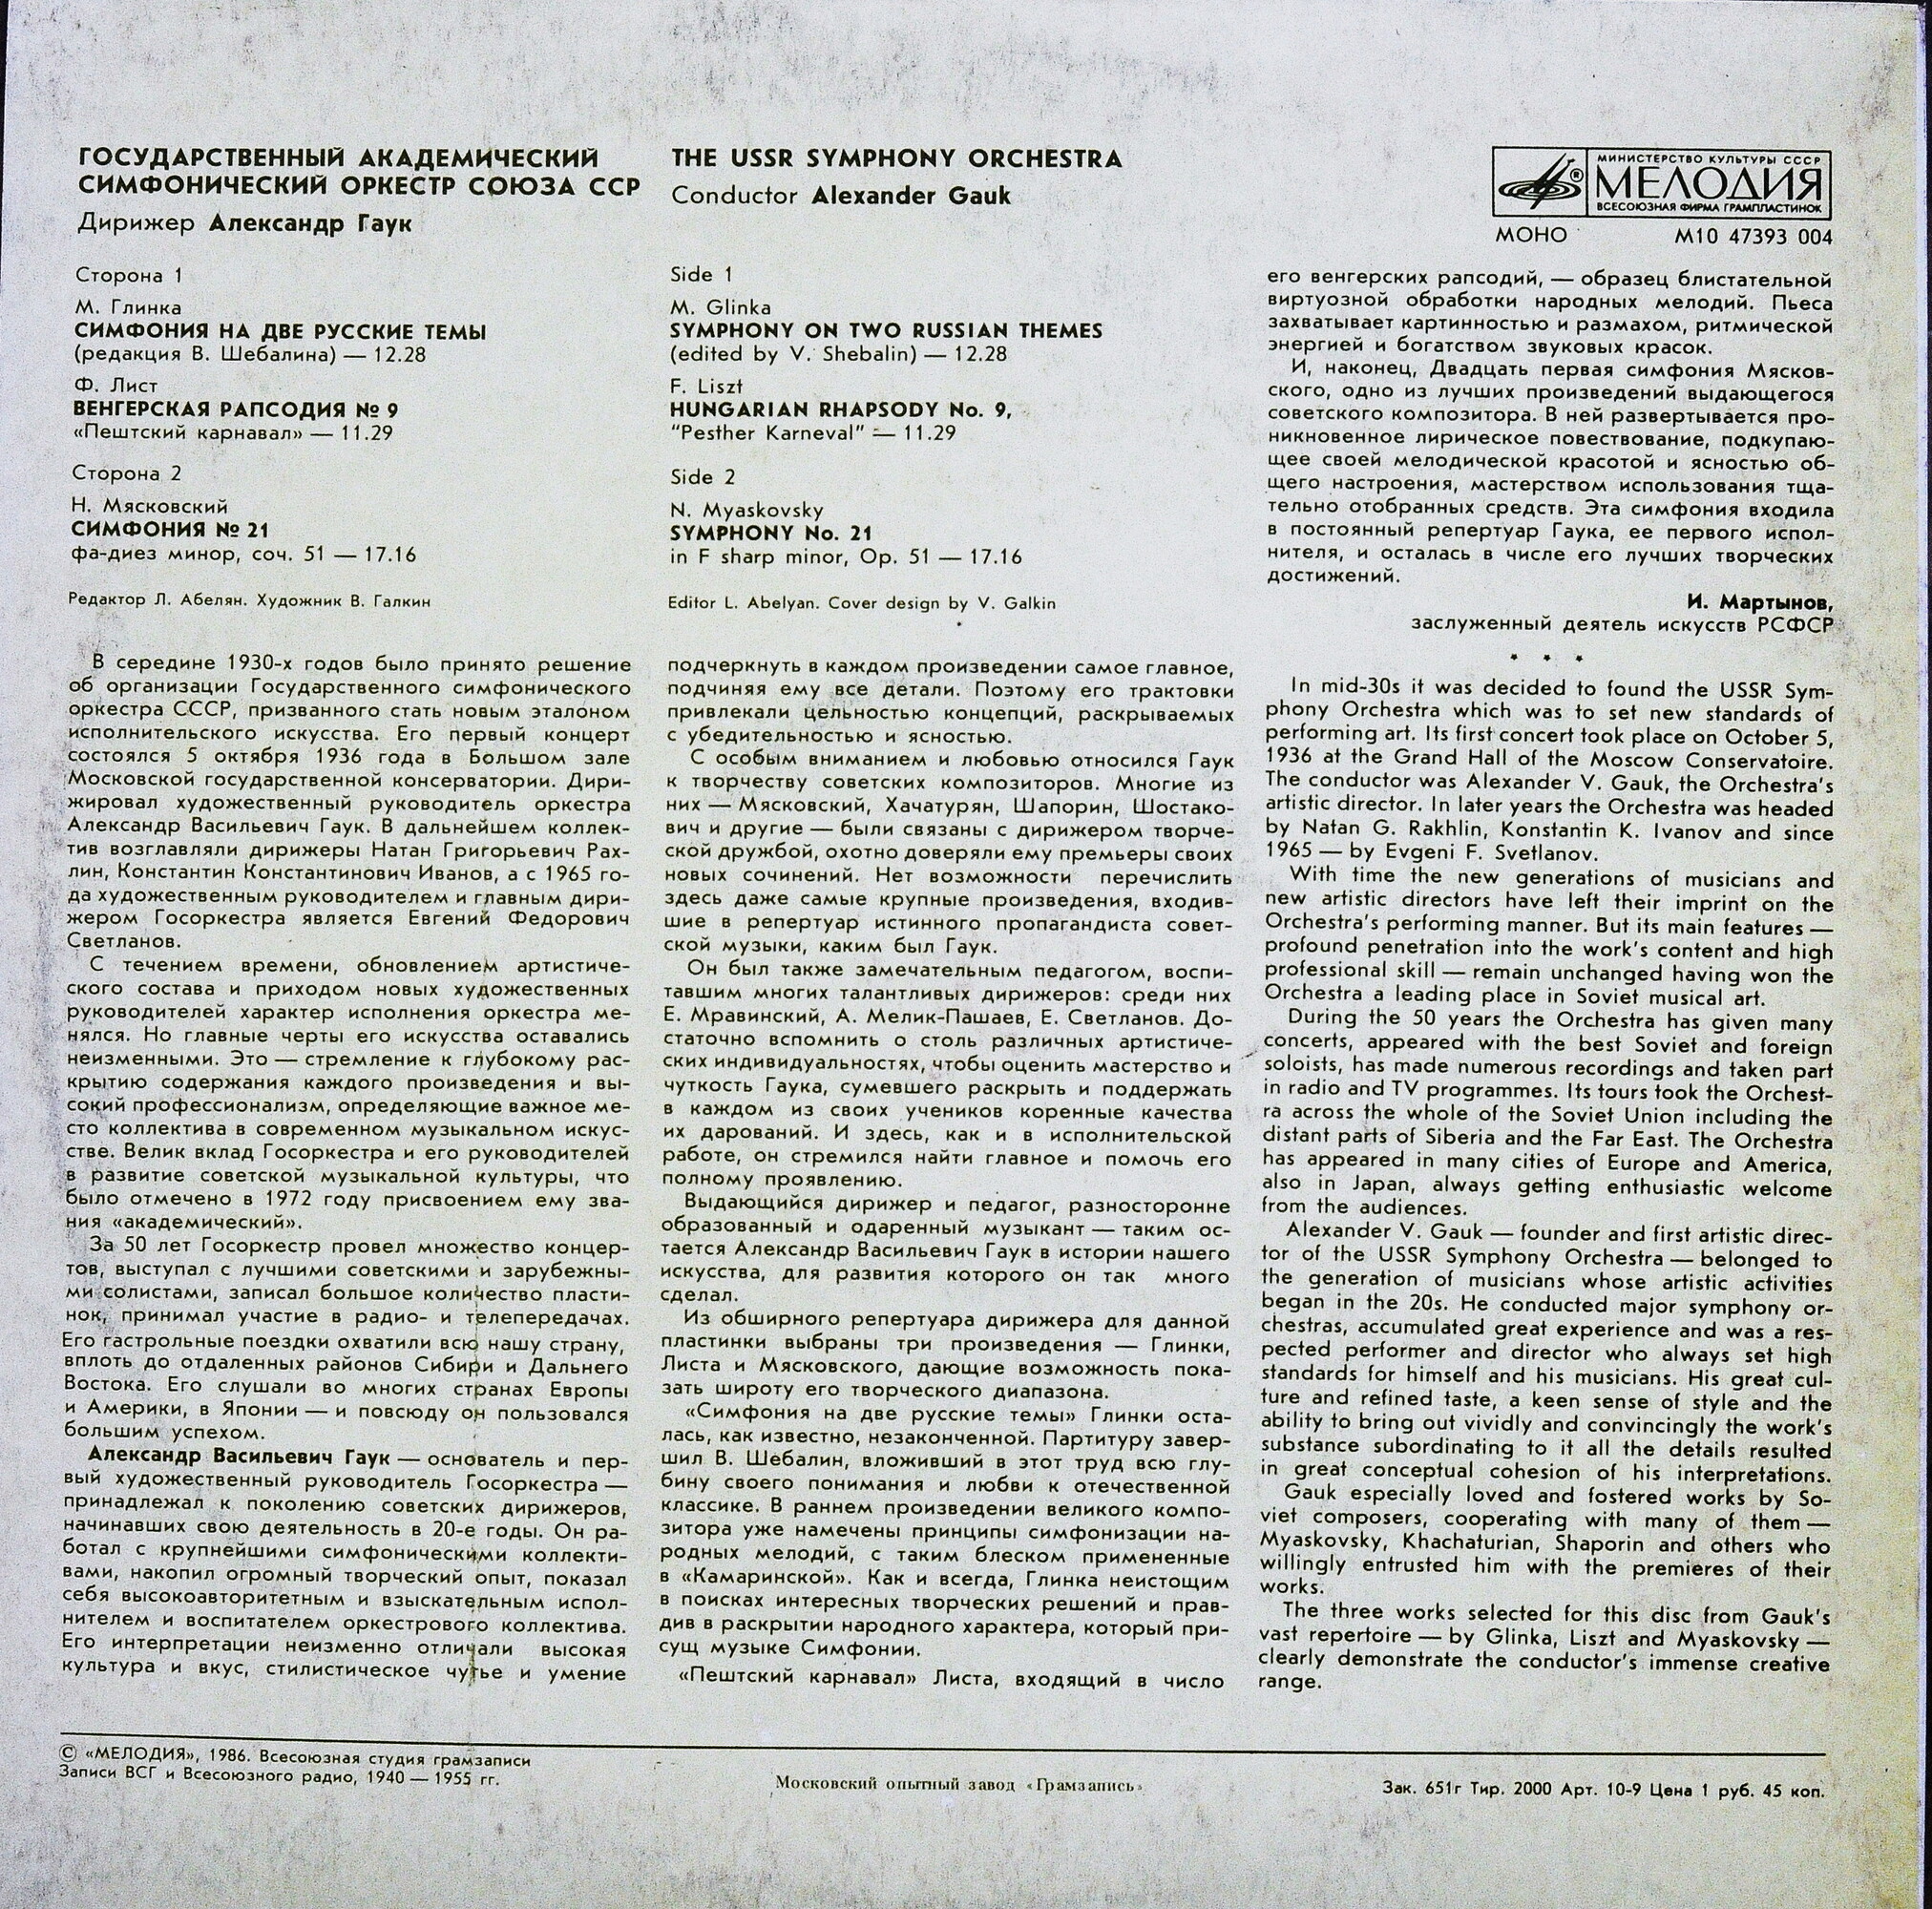 ГОСУДАРСТВЕННЫЙ АКАДЕМИЧЕСКИЙ
СИМФОНИЧЕСКИЙ ОРКЕСТР СОЮЗА ССР
Дирижер Александр Гаук
Сторона 1
М. Глинка
СИМФОНИЯ НА ДВЕ РУССКИЕ ТЕМЫ
(редакция В. Шебалина) — 12.28
Ф. Лист
ВЕНГЕРСКАЯ РАПСОДИЯ № 9
«Пештский карнавал» — 11.29
Сторона 2
Н. Мясковский
СИМФОНИЯ № 21
фа-диез минор, соч. 51 — 17.16
Редактор Л. Абелян. Художник В. Галкин
THE USSR SYMPHONY ORCHESTRA
Conductor Alexander Gauk
Side 1
M. Glinka
SYMPHONY ON TWO RUSSIAN THEMES
(edited by V. Shebalin) — 12.28
F. Liszt
HUNGARIAN RHAPSODY No. 9,
“Pesther Karneval” — 11.29
Side 2
N. Myaskovsky
SYMPHONY No. 21
in F sharp minor, Op. 51 — 17.16
Editor L. Abelyan. Cover design by V. Galkin
МИНИСТЕРСТВО КУЛЬТУРЫ СССР
®
МЕЛОДИЯ
ВСЕСОЮЗНАЯ ФИРМА ГРАМПЛАСТИНОК
МОНО М10 47393 004
В середине 1930-х годов было принято решение
об организации Государственного симфонического
оркестра СССР, призванного стать новым эталоном
исполнительского искусства. Его первый концерт
состоялся 5 октября 1936 года в Большом зале
Московской государственной консерватории. Дири-
жировал художественный руководитель оркестра
Александр Васильевич Гаук. В дальнейшем коллек-
тив возглавляли дирижеры Натан Григорьевич Рах-
лин, Константин Константинович Иванов, а с 1965 го-
да художественным руководителем и главным дири-
жером Госоркестра является Евгений Федорович
Светланов.
С течением времени, обновлением артистиче-
ского состава и приходом новых художественных
руководителей характер исполнения оркестра ме-
нялся. Но главные черты его искусства оставались
неизменными. Это — стремление к глубокому рас-
крытию содержания каждого произведения и вы-
сокий профессионализм, определяющие важное ме-
сто коллектива в современном музыкальном искус-
стве. Велик вклад Госоркестра и его руководителей
в развитие советской музыкальной культуры, что
было отмечено в 1972 году присвоением ему зва-
ния «академический».
За 50 лет Госоркестр провел множество концер-
тов, выступал с лучшими советскими и зарубежны-
ми солистами, записал большое количество пласти-
нок, принимал участие в радио- и телепередачах.
Его гастрольные поездки охватили всю нашу страну,
вплоть до отдаленных районов Сибири и Дальнего
Востока. Его слушали во многих странах Европы
и Америки, в Японии — и повсюду он пользовался
большим успехом.
Александр Васильевич Гаук — основатель и пер-
вый художественный руководитель Госоркестра —
принадлежал к поколению советских дирижеров,
начинавших свою деятельность в 20-е годы. Он ра-
ботал с крупнейшими симфоническими коллекти-
вами, накопил огромный творческий опыт, показал
себя высокоавторитетным и взыскательным испол-
нителем и воспитателем оркестрового коллектива.
Его интерпретации неизменно отличали высокая
культура и вкус, стилистическое чутье и умение
подчеркнуть в каждом произведении самое главное,
подчиняя ему все детали. Поэтому его трактовки
привлекали цельностью концепций, раскрываемых
с убедительностью и ясностью.
С особым вниманием и любовью относился Гаук
к творчеству советских композиторов. Многие из
них — Мясковский, Хачатурян, Шапорин, Шостако-
вич и другие — были связаны с дирижером творче-
ской дружбой, охотно доверяли ему премьеры своих
новых сочинений. Нет возможности перечислить
здесь даже самые крупные произведения, входив-
шие в репертуар истинного пропагандиста совет-
ской музыки, каким был Гаук.
Он был также замечательным педагогом, воспи-
тавшим многих талантливых дирижеров: среди них
Е. Мравинский, А. Мелик-Пашаев, Е. Светланов. До-
статочно вспомнить о столь различных артистиче-
ских индивидуальностях, чтобы оценить мастерство и
чуткость Гаука, сумевшего раскрыть и поддержать
в каждом из своих учеников коренные качества
их дарований. И здесь, как и в исполнительской
работе, он стремился найти главное и помочь его
полному проявлению.
Выдающийся дирижер и педагог, разносторонне
образованный и одаренный музыкант — таким ос-
тается Александр Васильевич Гаук в истории нашего
искусства, для развития которого он так много
сделал.
Из обширного репертуара дирижера для данной
пластинки выбраны три произведения — Глинки,
Листа и Мясковского, дающие возможность пока-
зать широту его творческого диапазона.
«Симфония на две русские темы» Глинки оста-
лась, как известно, незаконченной. Партитуру завер-
шил В. Шебалин, вложивший в этот труд всю глу-
бину своего понимания и любви к отечественной
классике. В раннем произведении великого компо-
зитора уже намечены принципы симфонизации на-
родных мелодий, с таким блеском примененные
в «Камаринской». Как и всегда, Глинка неистощим
в поисках интересных творческих решений и прав-
див в раскрытии народного характера, который при-
сущ музыке Симфонии.
«Пештский карнавал» Листа, входящий в число
его венгерских рапсодий, — образец блистательной
виртуозной обработки народных мелодий. Пьеса
захватывает картинностью и размахом, ритмической
энергией и богатством звуковых красок.
И, наконец, Двадцать первая симфония Мясков-
ского, одно из лучших произведений выдающегося
советского композитора. В ней развертывается про-
никновенное лирическое повествование, подкупаю-
щее своей мелодической красотой и ясностью об-
щего настроения, мастерством использования тща-
тельно отобранных средств. Эта симфония входила
в постоянный репертуар Гаука, ее первого испол-
нителя, и осталась в числе его лучших творческих
достижений.
И. Мартынов,
заслуженный деятель искусств РСФСР
* * *
In mid-30s it was decided to found the USSR Sym-
phony Orchestra which was to set new standards of
performing art. Its first concert took place on October 5,
1936 at the Grand Hall of the Moscow Conservatoire.
The conductor was Alexander V. Gauk, the Orchestra’s
artistic director. In later years the Orchestra was headed
by Natan G. Rakhlin, Konstantin K. Ivanov and since
1965 — by Evgeni F. Svetlanov.
With time the new generations of musicians and
new artistic directors have left their imprint on the
Orchestra’s performing manner. But its main features —
profound penetration into the work’s content and high
professional skill — remain unchanged having won the
Orchestra a leading place in Soviet musical art.
During the 50 years the Orchestra has given many
concerts, appeared with the best Soviet and foreign
soloists, has made numerous recordings and taken part
in radio and TV programmes. Its tours took the Orchest-
ra across the whole of the Soviet Union including the
distant parts of Siberia and the Far East. The Orchestra
has appeared in many cities of Europe and America,
also in Japan, always getting enthusiastic welcome
from the audiences.
Alexander V. Gauk — founder and first artistic direc-
tor of the USSR Symphony Orchestra — belonged to
the generation of musicians whose artistic activities
began in the 20s. He conducted major symphony or-
chestras, accumulated great experience and was a res-
pected performer and director who always set high
standards for himself and his musicians. His great cul-
ture and refined taste, a keen sense of style and the
ability to bring out vividly and convincingly the work’s
substance subordinating to it all the details resulted
in great conceptual cohesion of his interpretations.
Gauk especially loved and fostered works by So-
viet composers, cooperating with many of them —
Myaskovsky, Khachaturian, Shaporin and others who
willingly entrusted him with the premieres of their
works.
The three works selected for this disc from Gauk’s
vast repertoire — by Glinka, Liszt and Myaskovsky —
clearly demonstrate the conductor’s immense creative
range.
© «МЕЛОДИЯ», 1986. Всесоюзная студия грамзаписи
Записи ВСГ и Всесоюзного радио, 1940 — 1955 гг.
Московский опытный завод «Грамзапись»
Зак. 651г Тир. 2000 Арт. 10-9 Цена 1 руб. 45 коп.